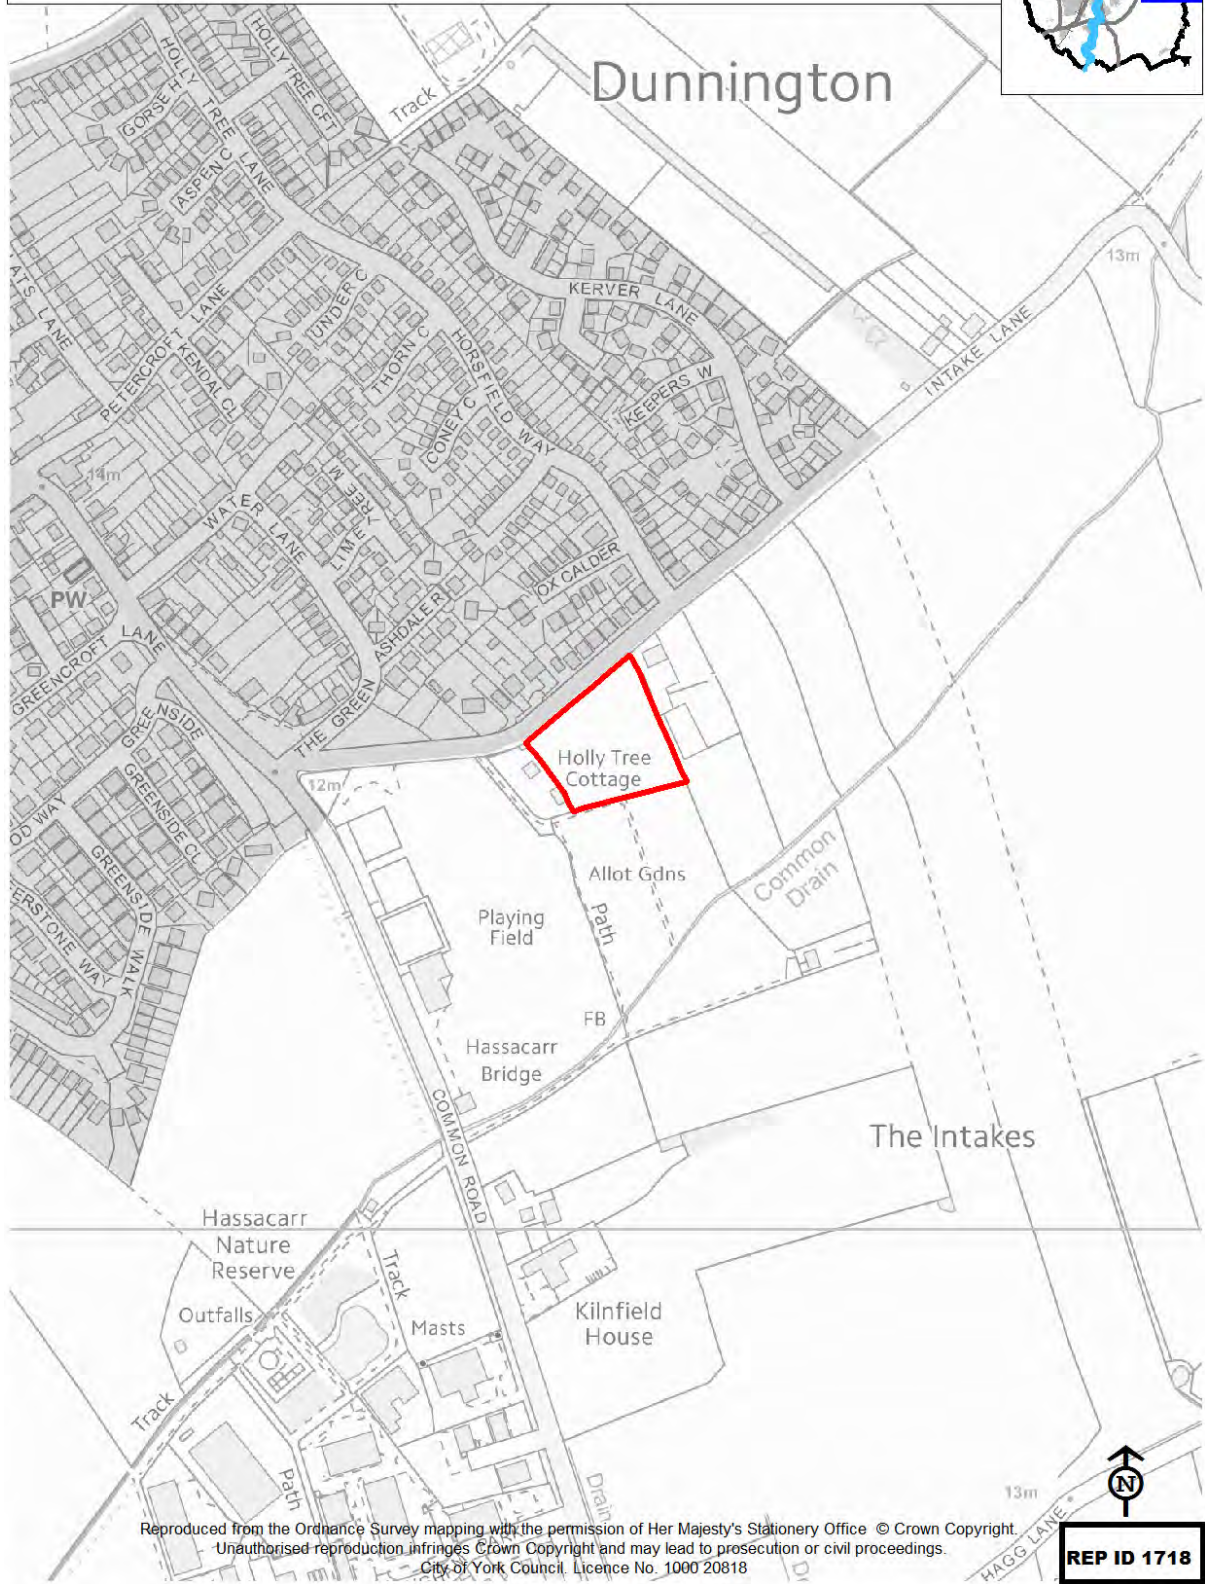 Dunnington
Track
HOLLY TREE LANE
HOLLY TREE CFT
GORSE H
ASPEN C
KERVER LANE
13m
INTAKE LANE
LANE
PETERCROFT LANE
UNDER C
KENDAL CL
THORN C
HORSFIELD WAY
CONEY C
KEEPERS W
14m
WATER LANE
LIME TREE M
OX CALDER
PW
ASHDALE R
GREENCROFT LANE
THE GREEN
GREENSIDE
Holly Tree
Cottage
12m
GREENSIDE CL
GREENSIDE WALK
ERSTONE WAY
OD WAY
Allot Gdns
Common
Drain
Playing
Field
Path
FB
Hassacarr
Bridge
COMMON ROAD
The Intakes
Hassacarr
Nature
Reserve
Track
Outfalls
Masts
Kilnfield
House
Track
Path
Drain
13m
HAGG LANE
N
Reproduced from the Ordnance Survey mapping with the permission of Her Majesty's Stationery Office © Crown Copyright.
Unauthorised reproduction infringes Crown Copyright and may lead to prosecution or civil proceedings.
City of York Council. Licence No. 1000 20818
REP ID 1718